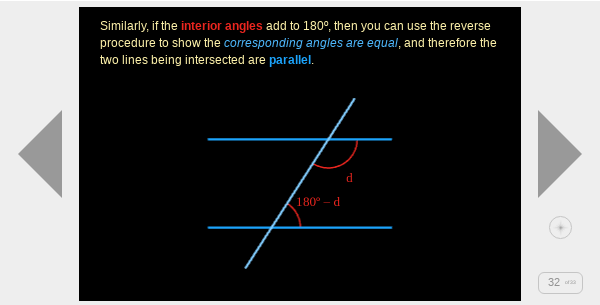 Similarly, if the interior angles add to 180º, then you can use the reverse
procedure to show the corresponding angles are equal, and therefore the
two lines being intersected are parallel.
d
180º − d
32